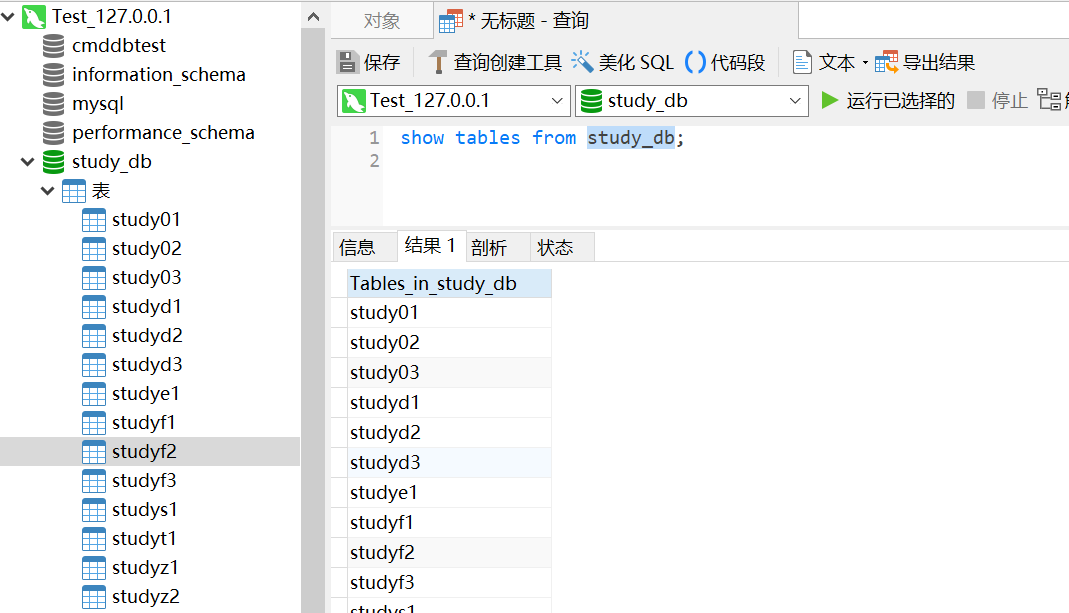 Test_127.0.0.1
cmddbtest
information_schema
mysql
performance_schema
study_db
表
study01
study02
study03
studyd1
studyd2
studyd3
studye1
studyf1
studyf2
studyf3
studys1
studyt1
studyz1
studyz2
对象
* 无标题 - 查询
保存 查询创建工具 美化 SQL 代码段 文本 导出结果
Test_127.0.0.1 study_db 运行已选择的 停止
1 show tables from study_db;
2
信息 结果 1 剖析 状态
Tables_in_study_db
study01
study02
study03
studyd1
studyd2
studyd3
studye1
studyf1
studyf2
studyf3
studys1